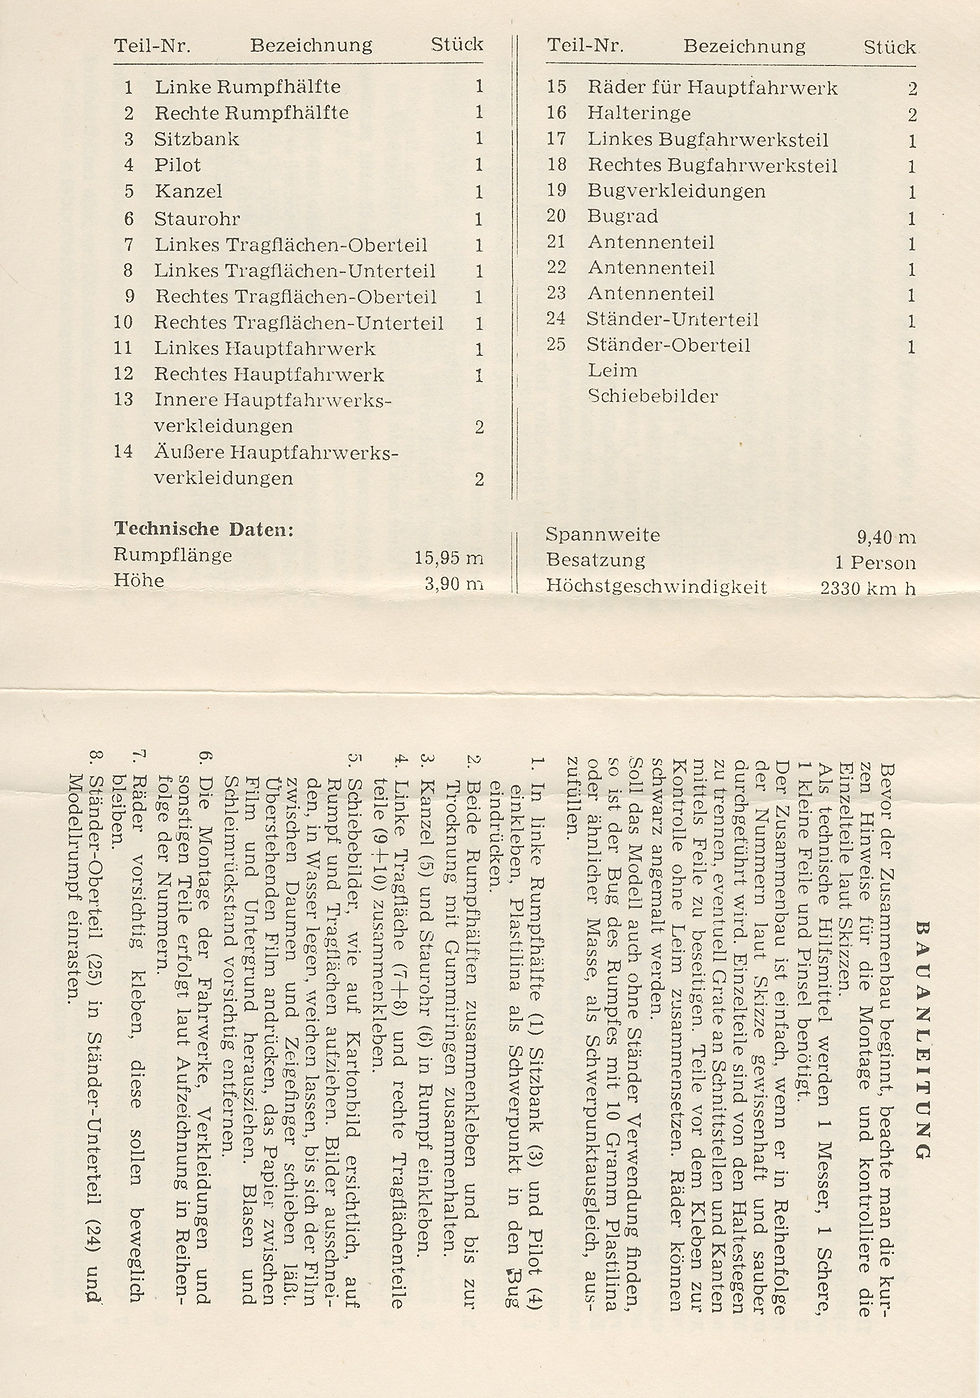 Teil-Nr. Bezeichnung Stück
1 Linke Rumpfhälfte 1
2 Rechte Rumpfhälfte 1
3 Sitzbank 1
4 Pilot 1
5 Kanzel 1
6 Staurohr 1
7 Linkes Tragflächen-Oberteil 1
8 Linkes Tragflächen-Unterteil 1
9 Rechtes Tragflächen-Oberteil 1
10 Rechtes Tragflächen-Unterteil 1
11 Linkes Hauptfahrwerk 1
12 Rechtes Hauptfahrwerk 1
13 Innere Hauptfahrwerks-
verkleidungen 2
14 Äußere Hauptfahrwerks-
verkleidungen 2
Teil-Nr. Bezeichnung Stück
15 Räder für Hauptfahrwerk 2
16 Halteringe 2
17 Linkes Bugfahrwerksteil 1
18 Rechtes Bugfahrwerksteil 1
19 Bugverkleidungen 1
20 Bugrad 1
21 Antennenteil 1
22 Antennenteil 1
23 Antennenteil 1
24 Ständer-Unterteil 1
25 Ständer-Oberteil 1
Leim
Schiebebilder
Technische Daten:
Rumpflänge 15,95 m
Höhe 3,90 m
Spannweite 9,40 m
Besatzung 1 Person
Höchstgeschwindigkeit 2330 km h
BAUANLEITUNG
Bevor der Zusammenbau beginnt, beachte man die kur-
zen Hinweise für die Montage und kontrolliere die
Einzelteile laut Skizzen.
Als technische Hilfsmittel werden 1 Messer, 1 Schere,
1 kleine Feile und Pinsel benötigt.
Der Zusammenbau ist einfach, wenn er in Reihenfolge
der Nummern laut Skizze gewissenhaft und sauber
durchgeführt wird. Einzelteile sind von den Haltestegen
zu trennen, eventuell Grate an Schnittstellen und Kanten
mittels Feile zu beseitigen. Teile vor dem Kleben zur
Kontrolle ohne Leim zusammensetzen. Räder können
schwarz angemalt werden.
Soll das Modell auch ohne Ständer Verwendung finden,
so ist der Bug des Rumpfes mit 10 Gramm Plastilina
oder ähnlicher Masse, als Schwerpunktausgleich, aus-
zufüllen.
1. In linke Rumpfhälfte (1) Sitzbank (3) und Pilot (4)
einkleben, Plastilina als Schwerpunkt in den Bug
eindrücken.
2. Beide Rumpfhälften zusammenkleben und bis zur
Trocknung mit Gummiringen zusammenhalten.
3. Kanzel (5) und Staurohr (6) in Rumpf einkleben.
4. Linke Tragfläche (7+8) und rechte Tragflächenteile
teile (9+10) zusammenkleben.
5. Schiebebilder, wie auf Kartonbild ersichtlich, auf
Rumpf und Tragflächen aufziehen. Bilder ausschnei-
den, in Wasser legen, weichen lassen, bis sich der Film
zwischen Daumen und Zeigefinger schieben läßt.
Überstehenden Film andrücken, das Papier zwischen
Film und Untergrund herausziehen. Blasen und
Schleimrückstand vorsichtig entfernen.
6. Die Montage der Fahrwerke, Verkleidungen und
sonstigen Teile erfolgt laut Aufzeichnung in Reihen-
folge der Nummern.
7. Räder vorsichtig kleben, diese sollen beweglich
bleiben.
8. Ständer-Oberteil (25) in Ständer-Unterteil (24) und
Modellrumpf einrasten.